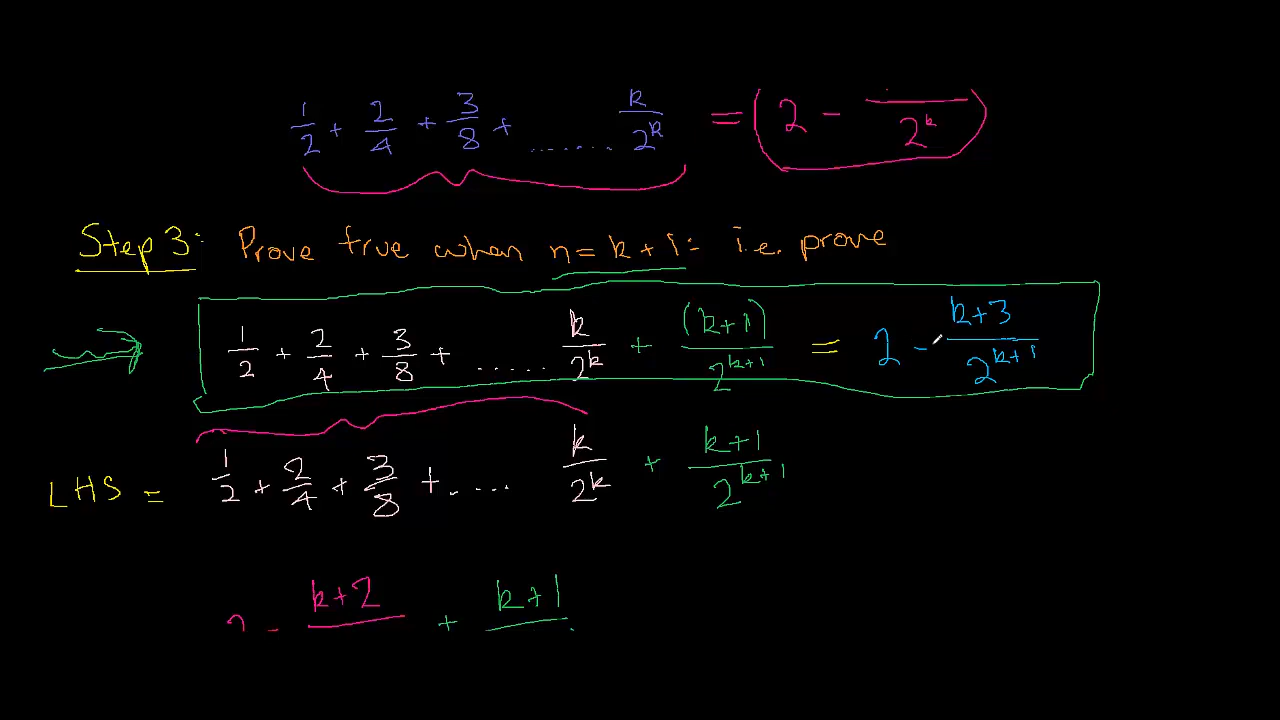 1/2 + 2/4 + 3/8 + ........ k/2^k = (2 - /2^k)
Step 3: Prove true when n = k + 1: i.e. prove
1/2 + 2/4 + 3/8 + ...... k/2^k + (k+1)/2^(k+1) = 2 - (k+3)/2^(k+1)
LHS = 1/2 + 2/4 + 3/8 + ..... k/2^k + (k+1)/2^(k+1)
2 - k+2 + k+1